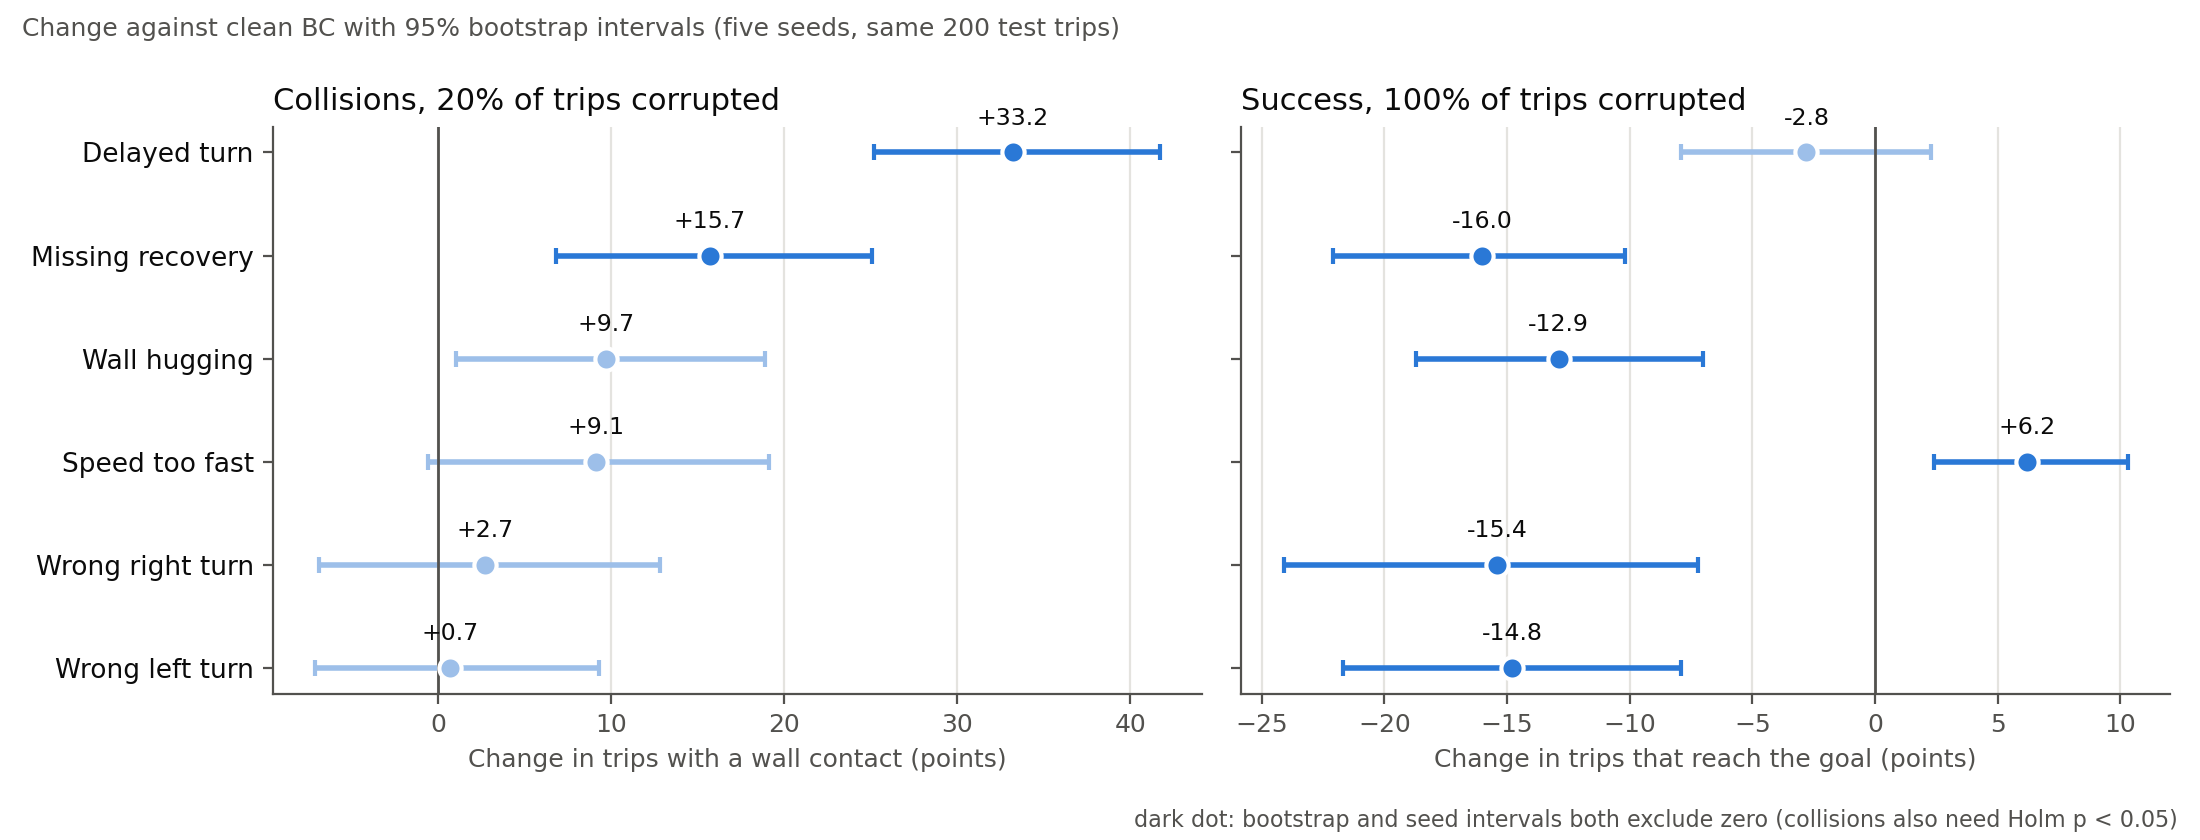 Change against clean BC with 95% bootstrap intervals (five seeds, same 200 test trips)
Collisions, 20% of trips corrupted
Delayed turn
Missing recovery
Wall hugging
Speed too fast
Wrong right turn
Wrong left turn
+33.2
+15.7
+9.7
+9.1
+2.7
+0.7
0
10
20
30
40
Change in trips with a wall contact (points)
Success, 100% of trips corrupted
-2.8
-16.0
-12.9
+6.2
-15.4
-14.8
−25
−20
−15
−10
−5
0
5
10
Change in trips that reach the goal (points)
dark dot: bootstrap and seed intervals both exclude zero (collisions also need Holm p < 0.05)